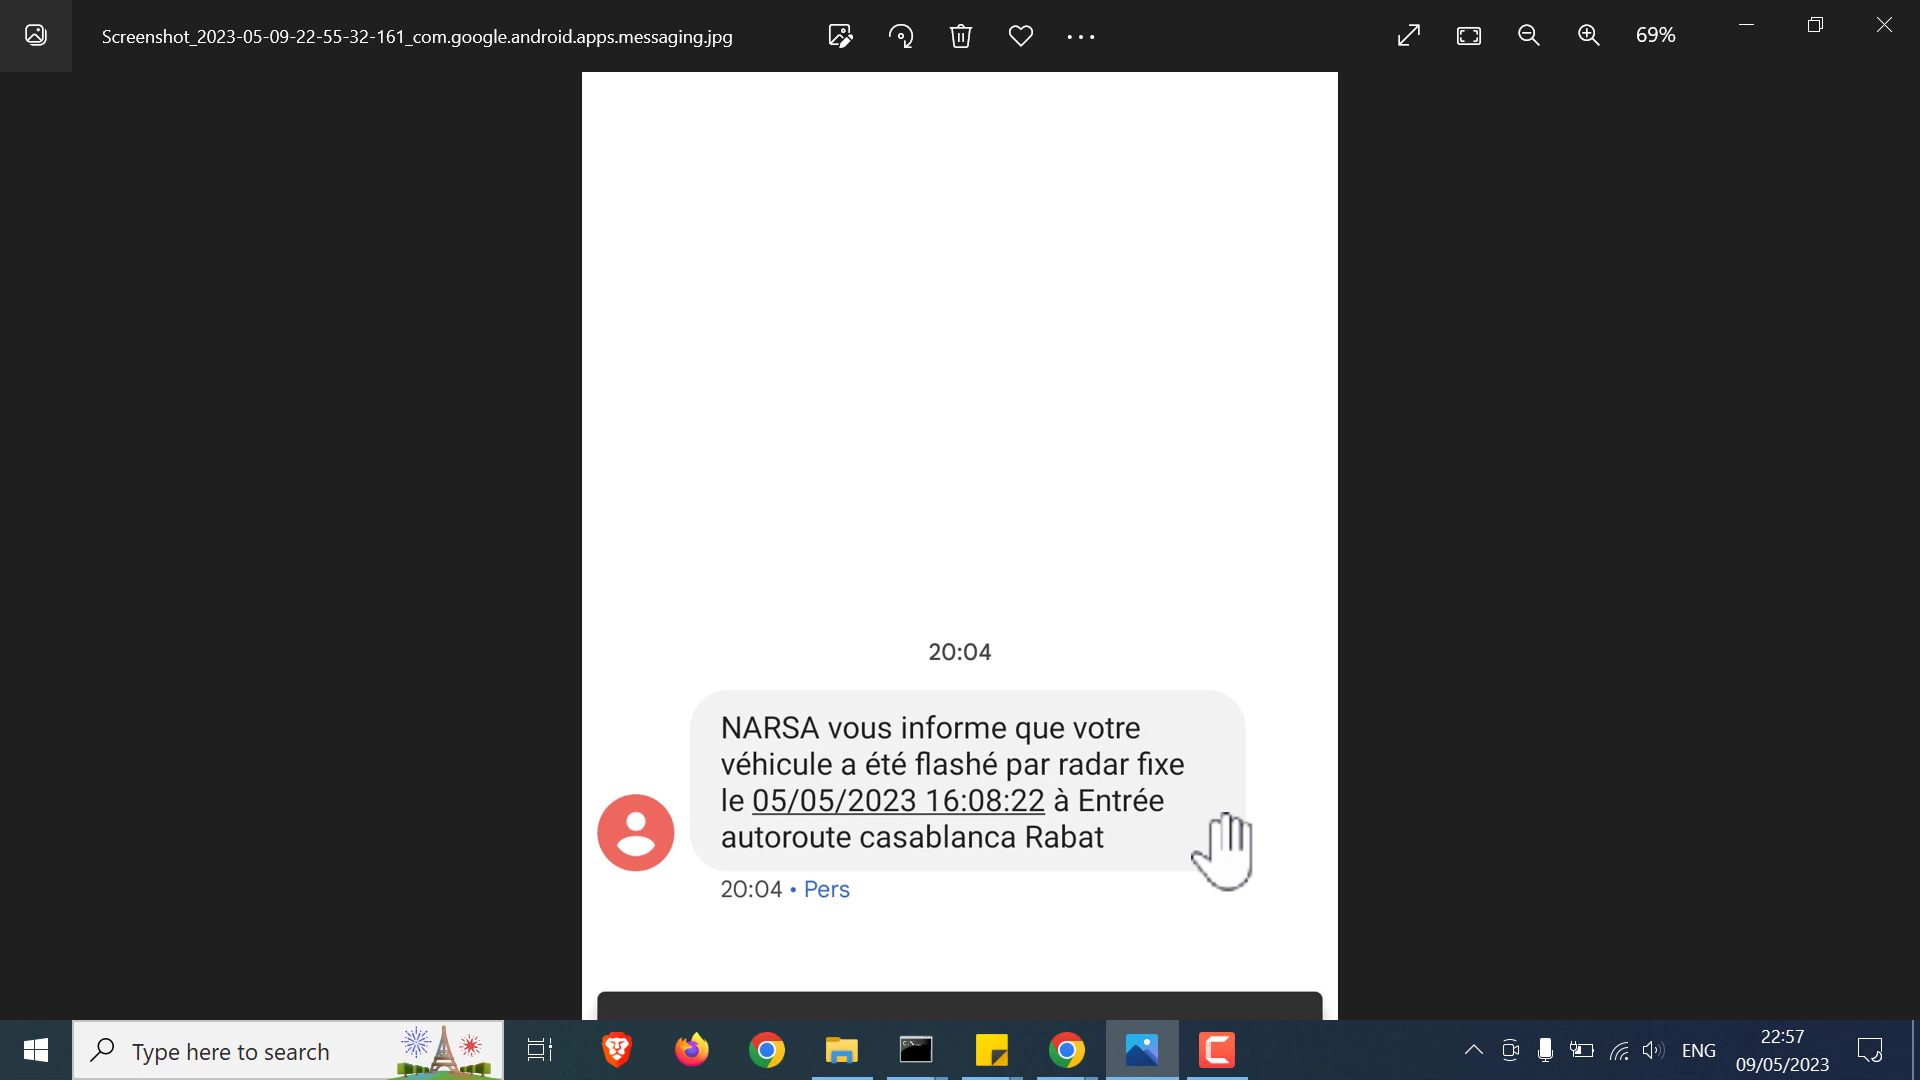 Screenshot_2023-05-09-22-55-32-161_com.google.android.apps.messaging.jpg
69%
20:04
NARSA vous informe que votre
véhicule a été flashé par radar fixe
le 05/05/2023 16:08:22 à Entrée
autoroute casablanca Rabat
20:04 • Pers
Type here to search
ENG
22:57
09/05/2023